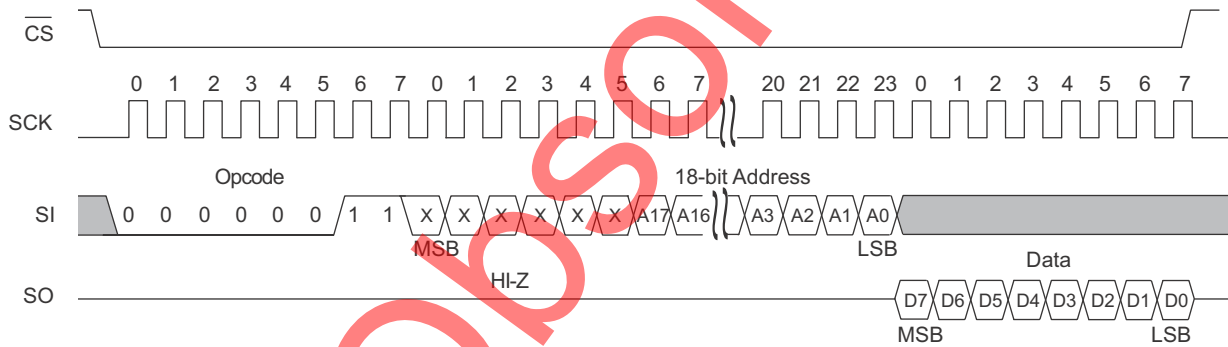 CS
0 1 2 3 4 5 6 7 0 1 2 3 4 5 6 7 20 21 22 23 0 1 2 3 4 5 6 7
SCK
Opcode 18-bit Address
SI 0 0 0 0 0 0 1 1 X X X X X X A17 A16 A3 A2 A1 A0
MSB LSB
HI-Z Data
SO D7 D6 D5 D4 D3 D2 D1 D0
MSB LSB